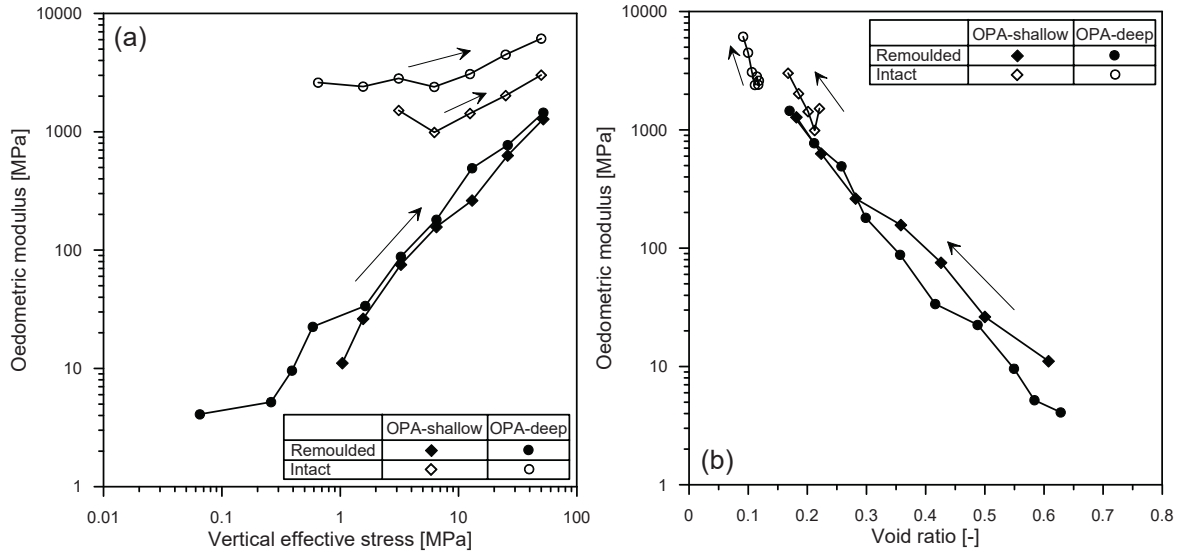 (a)
Oedometric modulus [MPa]
10000
1000
100
10
1
0.01 0.1 1 10 100
Vertical effective stress [MPa]
OPA-shallow OPA-deep
Remoulded
Intact
(b)
Oedometric modulus [MPa]
10000
1000
100
10
1
0 0.1 0.2 0.3 0.4 0.5 0.6 0.7 0.8
Void ratio [-]
OPA-shallow OPA-deep
Remoulded
Intact